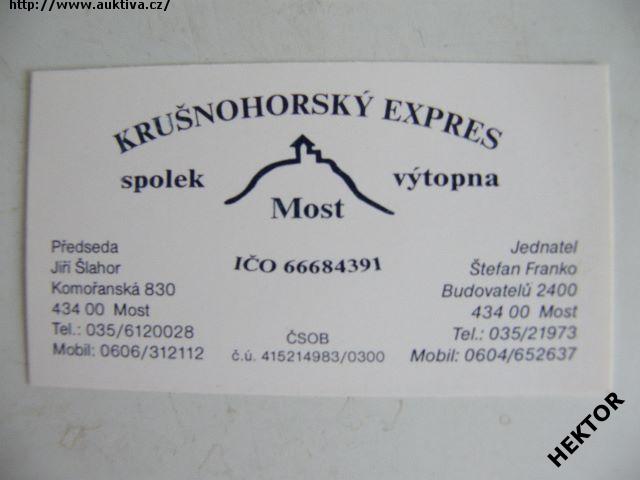 http://www.auktiva.cz/
KRUŠNOHORSKÝ EXPRES
spolek výtopna
Most
IČO 66684391
Předseda
Jiří Šlahor
Komořanská 830
434 00 Most
Tel.: 035/6120028
Mobil: 0606/312112
ČSOB
č.ú. 415214983/0300
Jednatel
Štefan Franko
Budovatelů 2400
434 00 Most
Tel.: 035/21973
Mobil: 0604/652637
HEKTOR